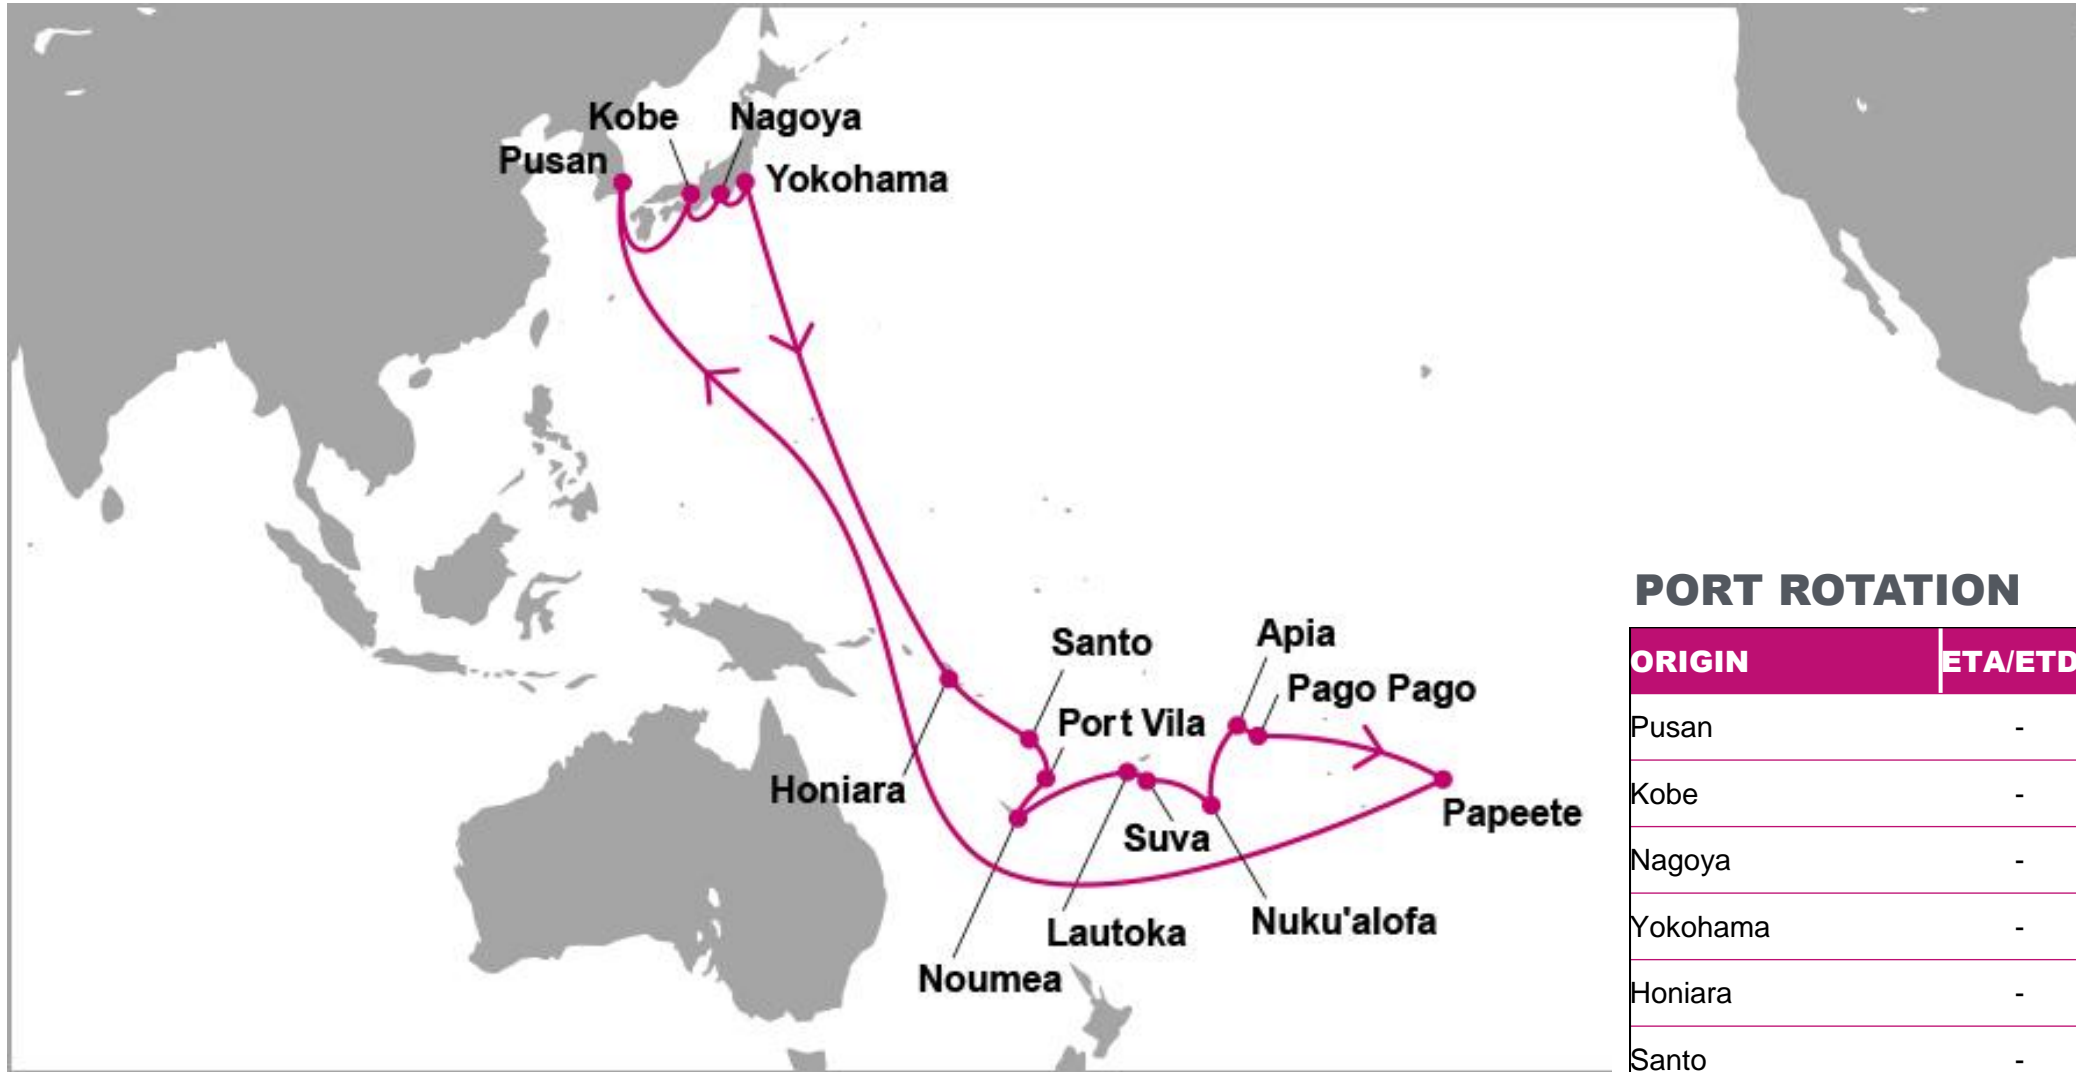 Kobe
Nagoya
Pusan
Yokohama
Santo
Apia
Pago Pago
Port Vila
Honiara
Suva
Papeete
Lautoka
Nuku'alofa
Noumea
PORT ROTATION
ORIGIN ETA/ETD
Pusan -
Kobe -
Nagoya -
Yokohama -
Honiara -
Santo -